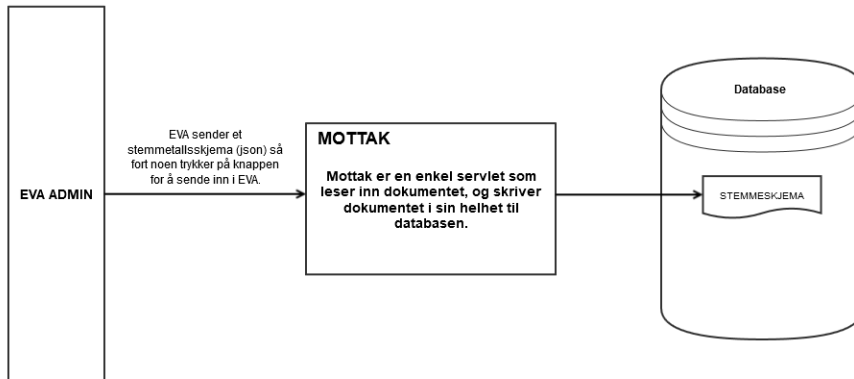 EVA ADMIN
EVA sender et
stemmetallsskjema (json) så
fort noen trykker på knappen
for å sende inn i EVA.
MOTTAK
Mottak er en enkel servlet som
leser inn dokumentet, og skriver
dokumentet i sin helhet til
databasen.
Database
STEMMESKJEMA